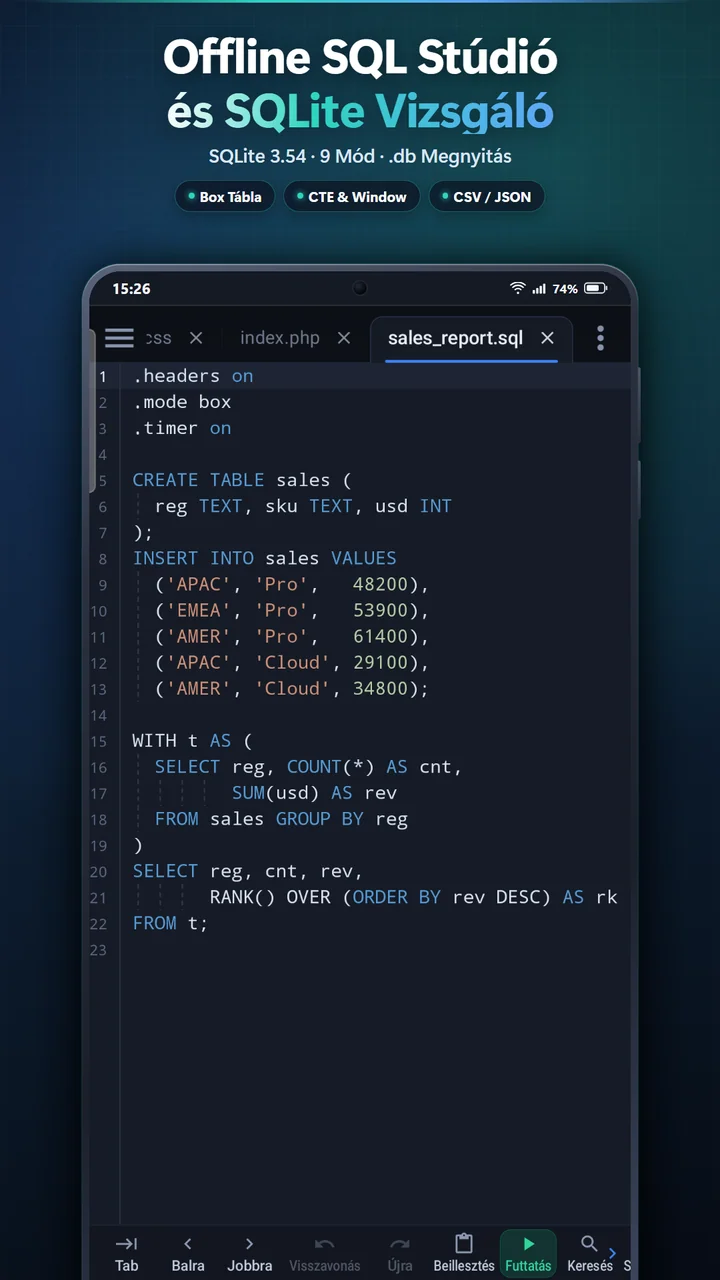 Offline SQL Stúdió
és SQLite Vizsgáló
SQLite 3.54 · 9 Mód · .db Megnyitás
Box Tábla
CTE & Window
CSV / JSON
15:26
74%
css
index.php
sales_report.sql
1 .headers on
2 .mode box
3 .timer on
4
5 CREATE TABLE sales (
6 reg TEXT, sku TEXT, usd INT
7 );
8 INSERT INTO sales VALUES
9 ('APAC', 'Pro', 48200),
10 ('EMEA', 'Pro', 53900),
11 ('AMER', 'Pro', 61400),
12 ('APAC', 'Cloud', 29100),
13 ('AMER', 'Cloud', 34800);
14
15 WITH t AS (
16 SELECT reg, COUNT(*) AS cnt,
17 SUM(usd) AS rev
18 FROM sales GROUP BY reg
19 )
20 SELECT reg, cnt, rev,
21 RANK() OVER (ORDER BY rev DESC) AS rk
22 FROM t;
23
Tab
Balra
Jobbra
Visszavonás
Újra
Beillesztés
Futtatás
Keresés
S